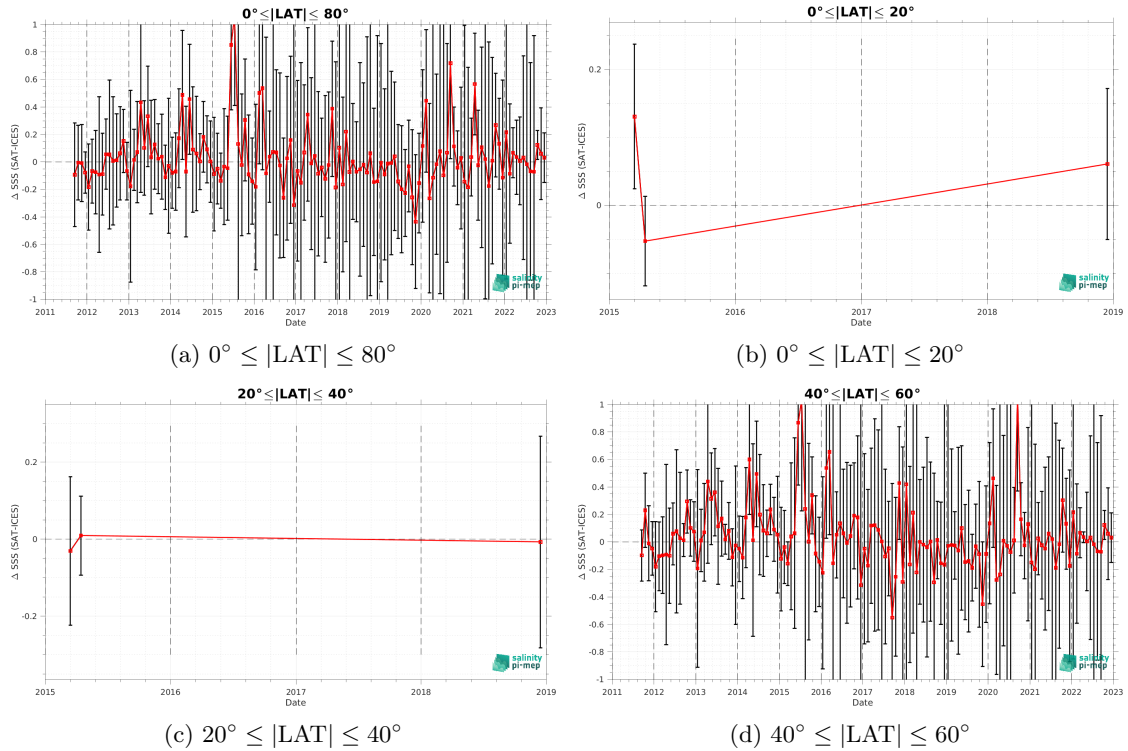 0°≤|LAT|≤ 80°
1
0.8
0.6
0.4
0.2
0
-0.2
-0.4
-0.6
-0.8
-1
Δ SSS (SAT-ICES)
2011 2012 2013 2014 2015 2016 2017 2018 2019 2020 2021 2022 2023
Date
salinity
pi-mep
(a) 0° ≤ |LAT| ≤ 80°
0°≤|LAT|≤ 20°
0.2
0
Δ SSS (SAT-ICES)
2015 2016 2017 2018 2019
Date
salinity
pi-mep
(b) 0° ≤ |LAT| ≤ 20°
20°≤|LAT|≤ 40°
0.2
0
-0.2
Δ SSS (SAT-ICES)
2015 2016 2017 2018 2019
Date
salinity
pi-mep
(c) 20° ≤ |LAT| ≤ 40°
40°≤|LAT|≤ 60°
1
0.8
0.6
0.4
0.2
0
-0.2
-0.4
-0.6
-0.8
-1
Δ SSS (SAT-ICES)
2011 2012 2013 2014 2015 2016 2017 2018 2019 2020 2021 2022 2023
Date
salinity
pi-mep
(d) 40° ≤ |LAT| ≤ 60°